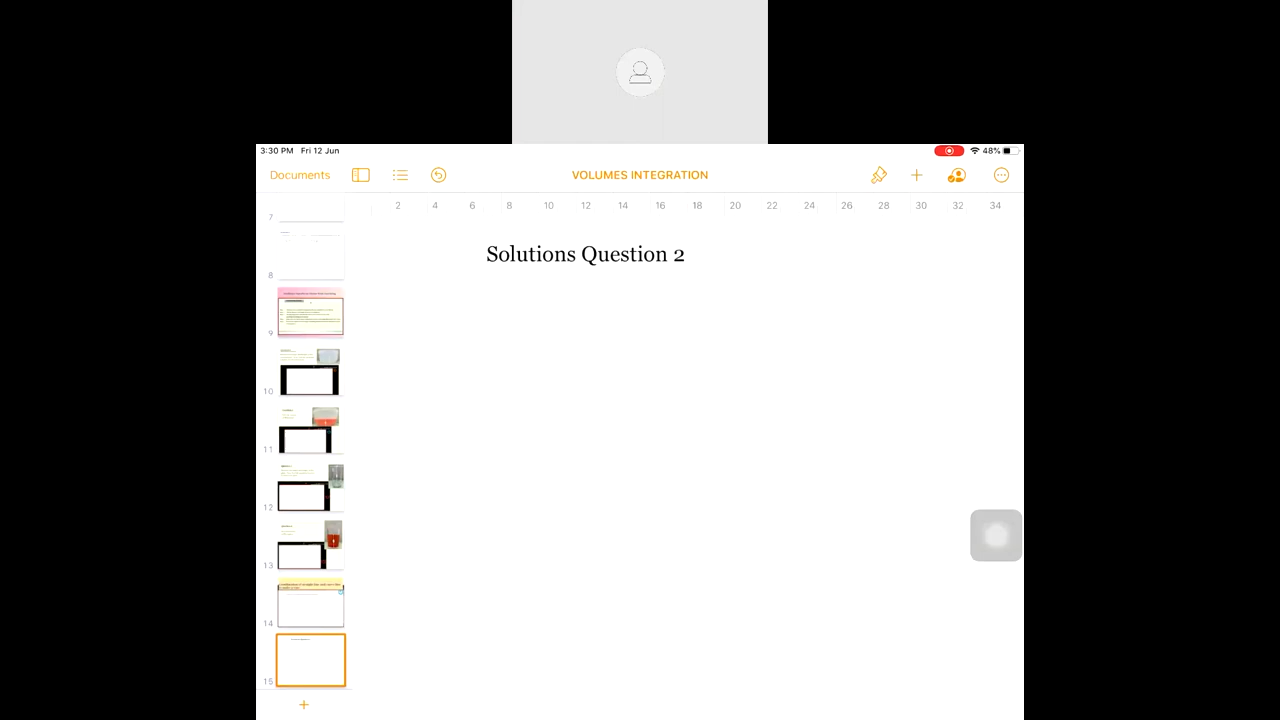 3:30 PM Fri 12 Jun
48%
Documents
VOLUMES INTEGRATION
2 4 6 8 10 12 14 16 18 20 22 24 26 28 30 32 34
Solutions Question 2
7
8
9
10
11
12
13
14
15